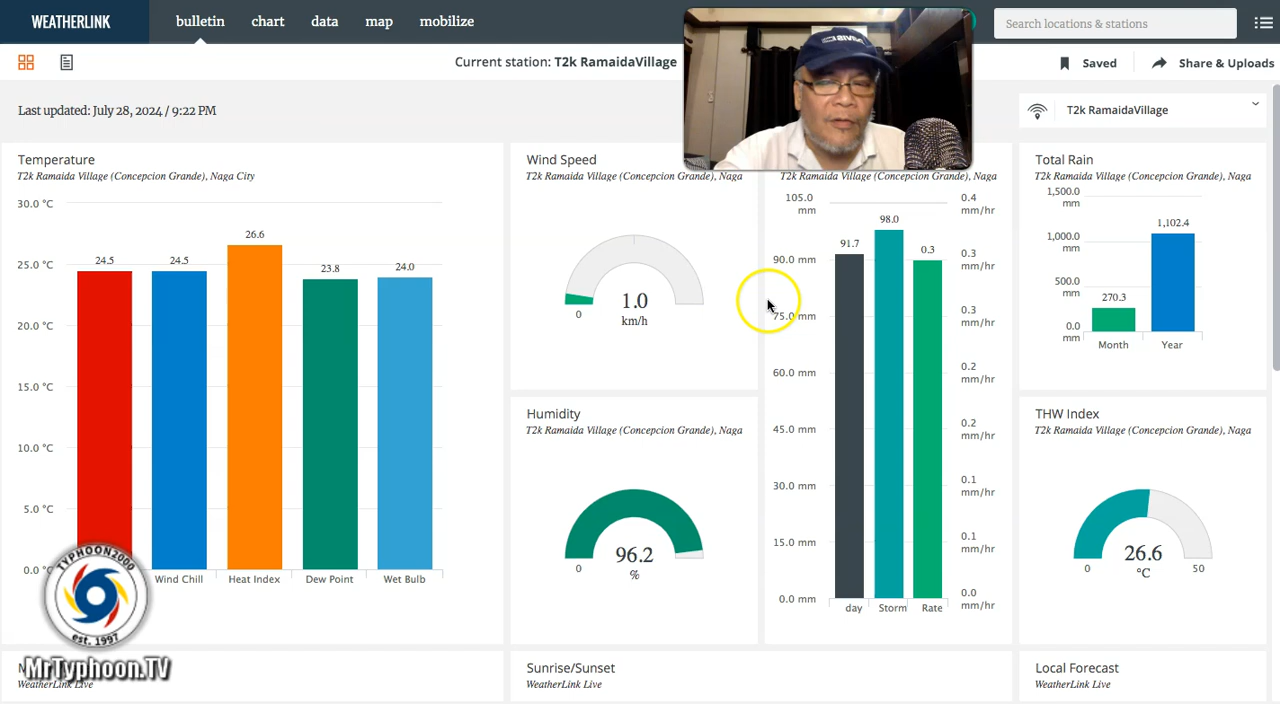 WEATHERLINK
bulletin
chart
data
map
mobilize
Search locations & stations
Current station: T2k RamaidaVillage
Saved
Share & Uploads
Last updated: July 28, 2024 / 9:22 PM
T2k RamaidaVillage
Temperature
T2k Ramaida Village (Concepcion Grande), Naga City
30.0 °C
25.0 °C
20.0 °C
15.0 °C
10.0 °C
5.0 °C
0.0 °C
24.5
24.5
26.6
23.8
24.0
Wind Chill
Heat Index
Dew Point
Wet Bulb
Wind Speed
T2k Ramaida Village (Concepcion Grande), Naga
0
1.0
km/h
Humidity
T2k Ramaida Village (Concepcion Grande), Naga
0
96.2
%
T2k Ramaida Village (Concepcion Grande), Naga
105.0
mm
90.0 mm
75.0 mm
60.0 mm
45.0 mm
30.0 mm
15.0 mm
0.0 mm
91.7
98.0
0.3
0.4
mm/hr
0.3
mm/hr
0.3
mm/hr
0.2
mm/hr
0.2
mm/hr
0.1
mm/hr
0.1
mm/hr
0.0
mm/hr
day
Storm
Rate
Total Rain
T2k Ramaida Village (Concepcion Grande), Naga
1,500.0
mm
1,000.0
mm
500.0
mm
0.0
mm
270.3
1,102.4
Month
Year
THW Index
T2k Ramaida Village (Concepcion Grande), Naga
0
26.6
°C
50
TYPHOON2000
est. 1997
MrTyphoon.TV
WeatherLink Live
Sunrise/Sunset
WeatherLink Live
Local Forecast
WeatherLink Live